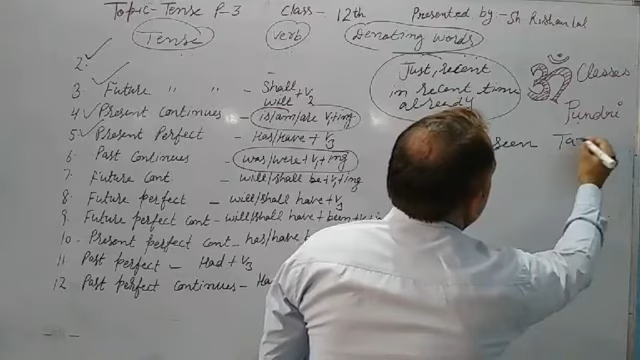 Topic-Tense P-3 Class- 12th Presented by-Sh Rishan lal
Tense verb Denating words
2.
3. Future " " - Shall + V
will 2
4 Present Continues - is/am/are V1+ing
5 Present Perfect - Has/Have + V3
6 Past Continues - was/were+V1+ing
7 Future Cont - will/shall be+V1+ing
8 Future perfect - will/shall have+V3
9. Future perfect Cont-will/shall have+been+V
10. Present perfect Cont- has/have b
11 Past perfect - Had+V3
12 Past perfect continues- Ha
Just, recent
in recent time
already
ॐ Classes
Pundri
seen Ta